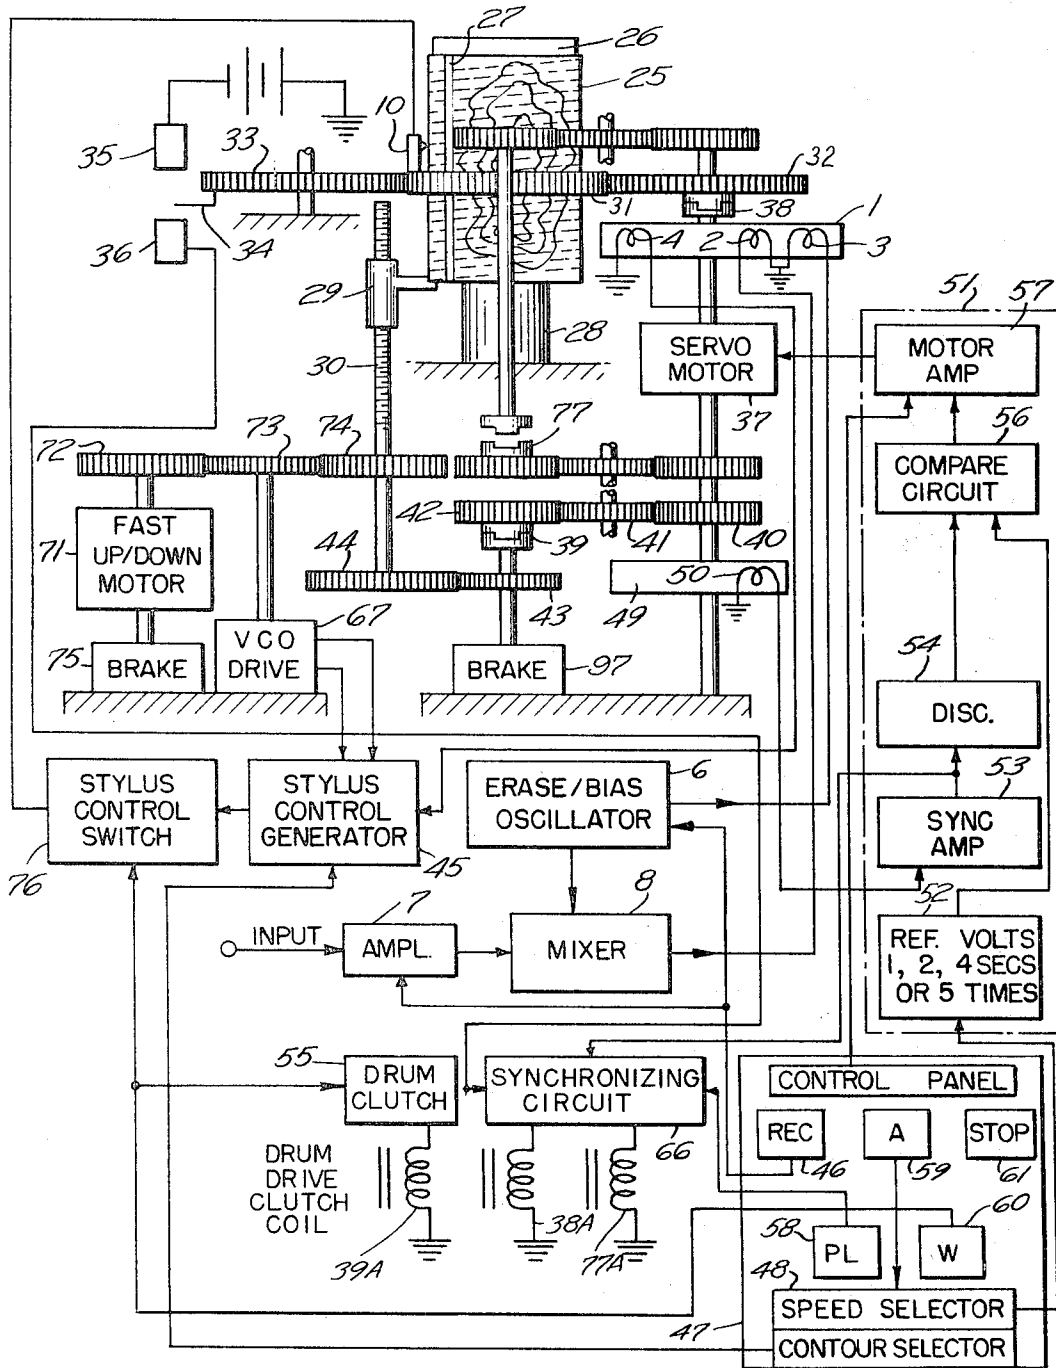 27
26
25
10
35
33
32
31
38
1
34
36
4
2
3
29
28
51
57
SERVO
MOTOR
MOTOR
AMP
30
37
77
56
72
73
74
COMPARE
CIRCUIT
42
39
41
40
FAST
UP/DOWN
MOTOR
71
44
50
43
49
67
54
VCO
DRIVE
75
BRAKE
BRAKE
97
DISC.
6
53
STYLUS
CONTROL
SWITCH
STYLUS
CONTROL
GENERATOR
ERASE/BIAS
OSCILLATOR
SYNC
AMP
76
45
7
8
52
INPUT
AMPL.
MIXER
REF. VOLTS
1, 2, 4 SECS
OR 5 TIMES
55
DRUM
CLUTCH
SYNCHRONIZING
CIRCUIT
66
CONTROL PANEL
REC
A
STOP
46
59
61
DRUM
DRIVE
CLUTCH
COIL
39A
38A
77A
58
PL
60
W
48
SPEED SELECTOR
47
CONTOUR SELECTOR